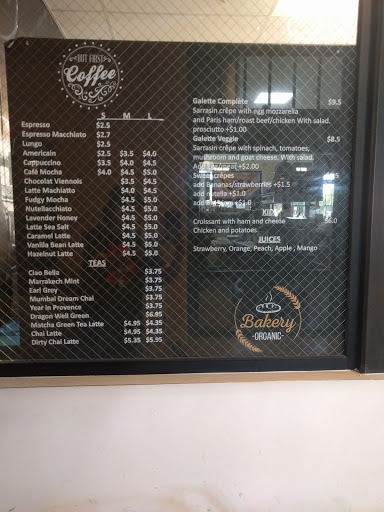 BUT FIRST
Coffee
S M L
Espresso $2.5
Espresso Macchiato $2.7
Lungo $2.5
Americain $2.5 $3.5 $4.0
Cappuccino $3.5 $4.0 $4.5
Café Mocha $4.0 $4.5 $5.0
Chocolat Viennois $3.5 $4.5
Latte Machiatto $4.0 $4.5
Fudgy Mocha $4.5 $5.0
Nutellacchiato $4.5 $5.0
Lavender Honey $4.5 $5.0
Latte Sea Salt $4.5 $5.0
Caramel Latte $4.5 $5.0
Vanilla Bean Latte $4.5 $5.0
Hazelnut Latte $4.5 $5.0
TEAS
Ciao Bella $3.75
Marrakech Mint $3.75
Earl Grey $3.75
Mumbai Dream Chai $3.75
Year in Provence $3.75
Dragon Well Green $6.95
Matcha Green Tea Latte $4.95 $4.35
Chai Latte $4.95 $4.35
Dirty Chai Latte $5.35 $5.95
Galette Complete $9.5
Sarrasin crêpe with egg mozzarella
and Paris ham/roast beef/chicken With salad.
prosciutto +$1.00
Galette Veggie $8.5
Sarrasin crêpe with spinach, tomatoes,
mushroom and goat cheese. With salad.
+$2.00
Sweet crêpes
add Bananas/strawberries +$1.5
add nutella +$1.0
add +$1.0
KIDS
Croissant with ham and cheese $6.0
Chicken and potatoes
JUICES
Strawberry, Orange, Peach, Apple , Mango
Bakery
-ORGANIC-